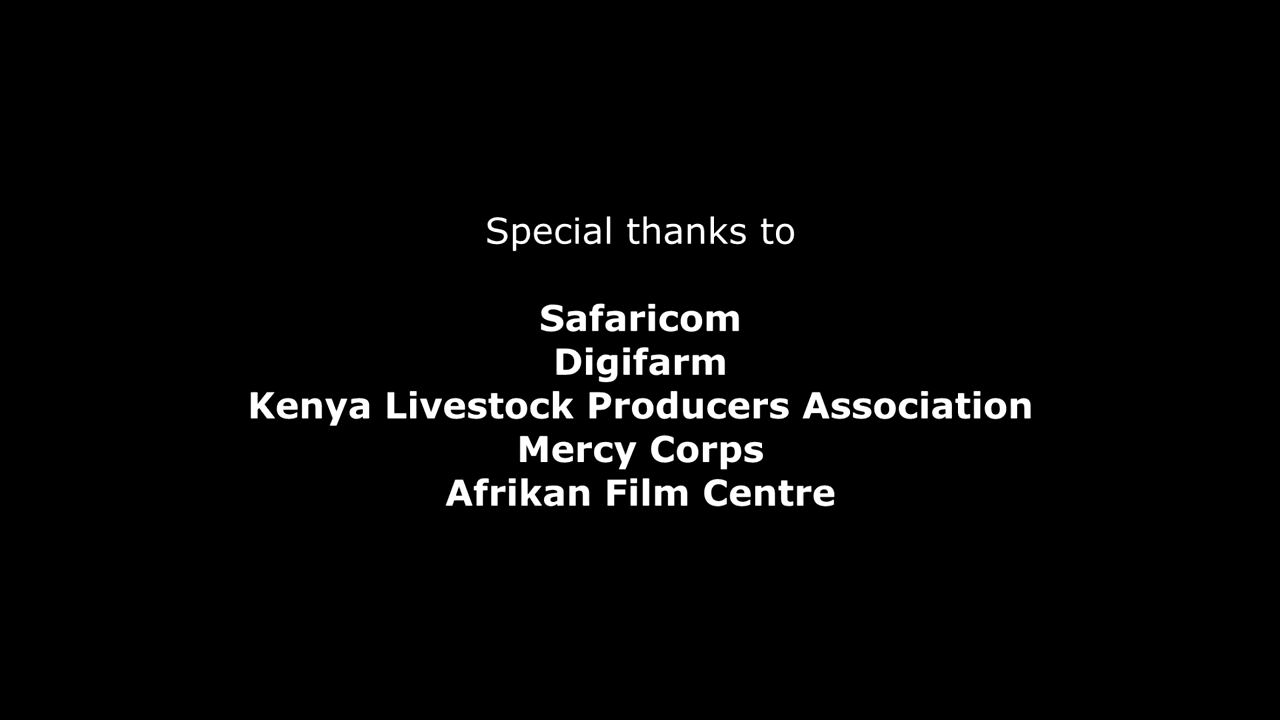 Special thanks to
Safaricom
Digifarm
Kenya Livestock Producers Association
Mercy Corps
Afrikan Film Centre